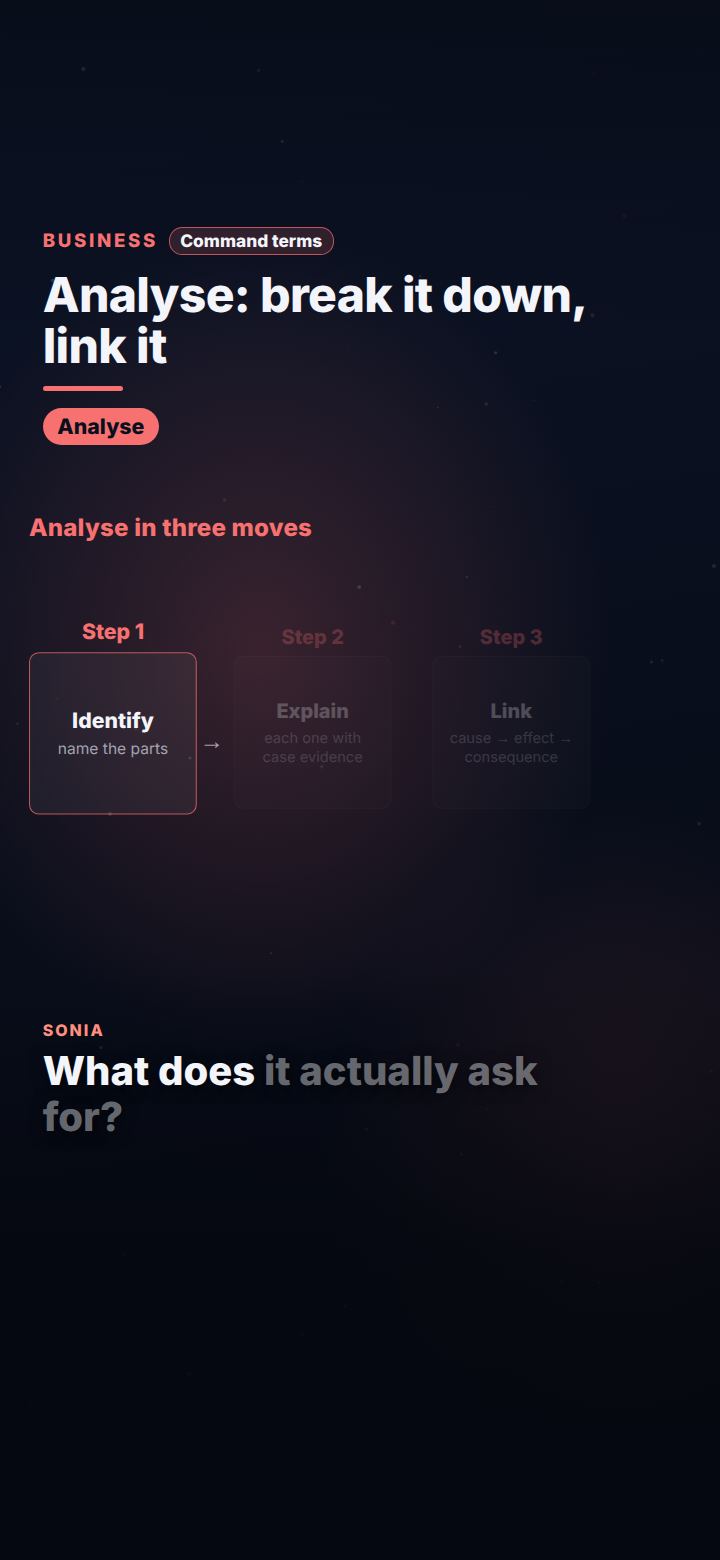 BUSINESS Command terms
Analyse: break it down,
link it
Analyse
Analyse in three moves
Step 1
Identify
name the parts
→
Step 2
Explain
each one with
case evidence
Step 3
Link
cause → effect →
consequence
SONIA
What does it actually ask
for?